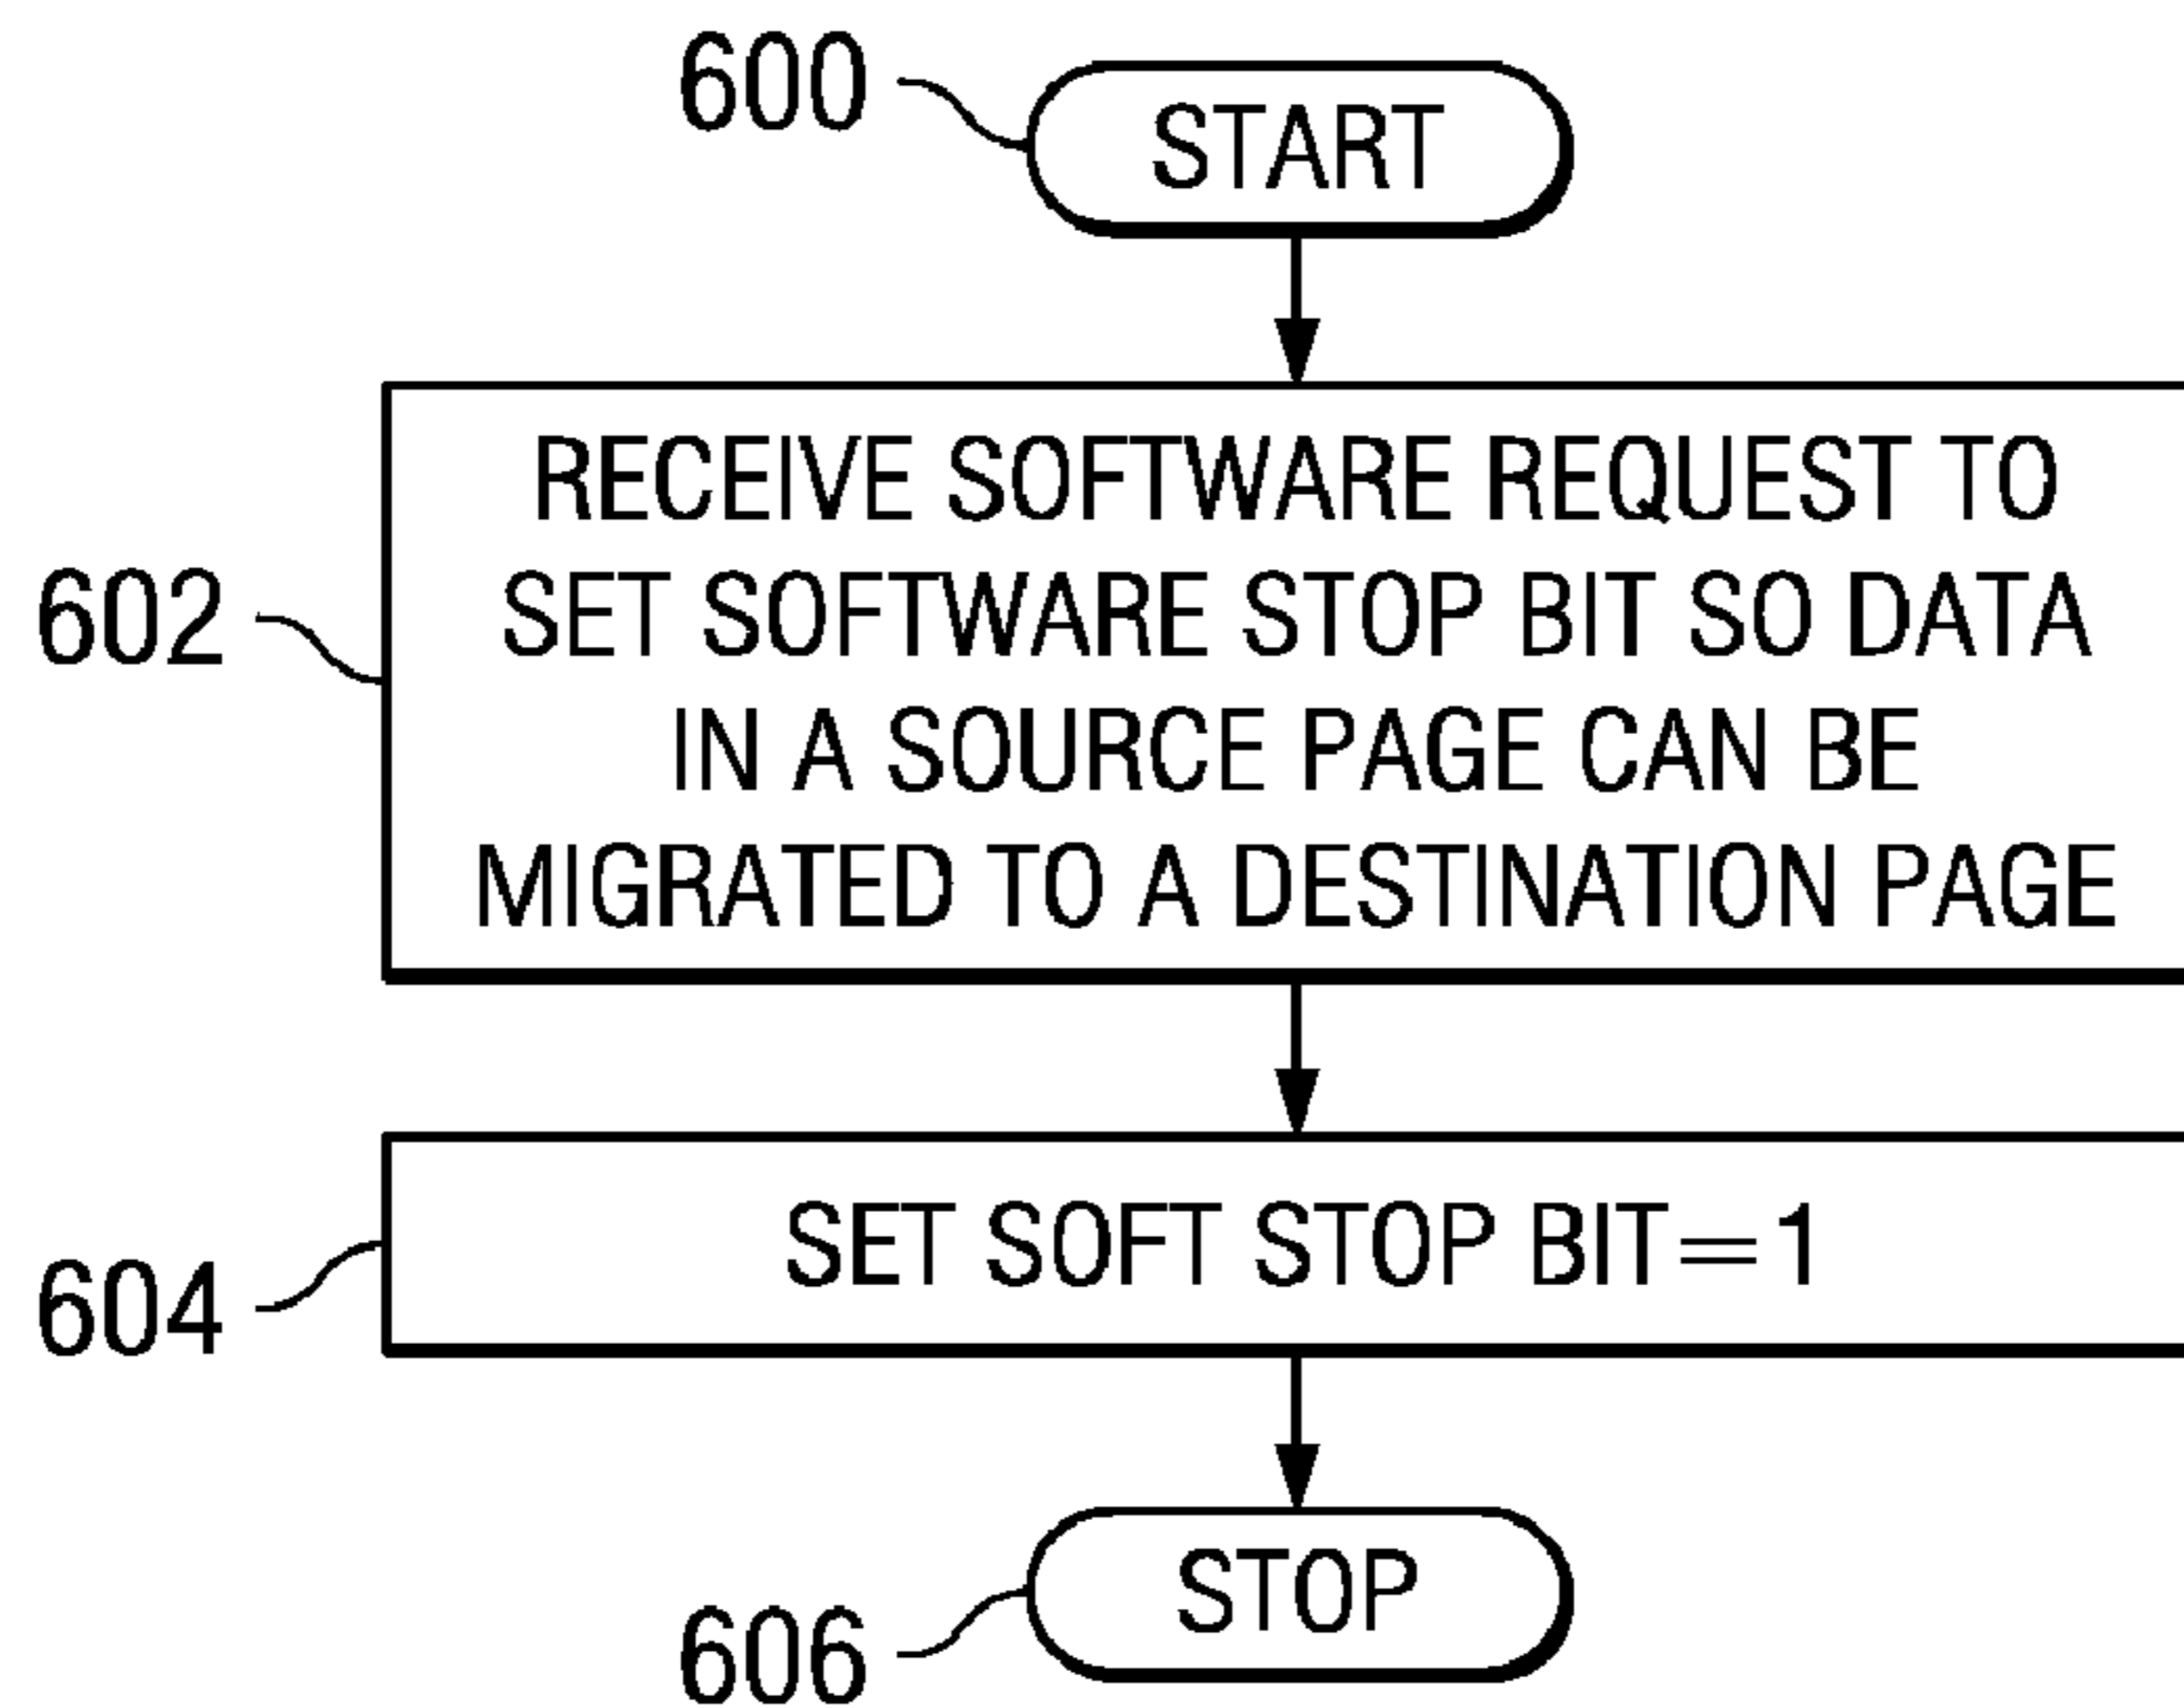 600
START
602
RECEIVE SOFTWARE REQUEST TO
SET SOFTWARE STOP BIT SO DATA
IN A SOURCE PAGE CAN BE
MIGRATED TO A DESTINATION PAGE
604
SET SOFT STOP BIT=1
606
STOP